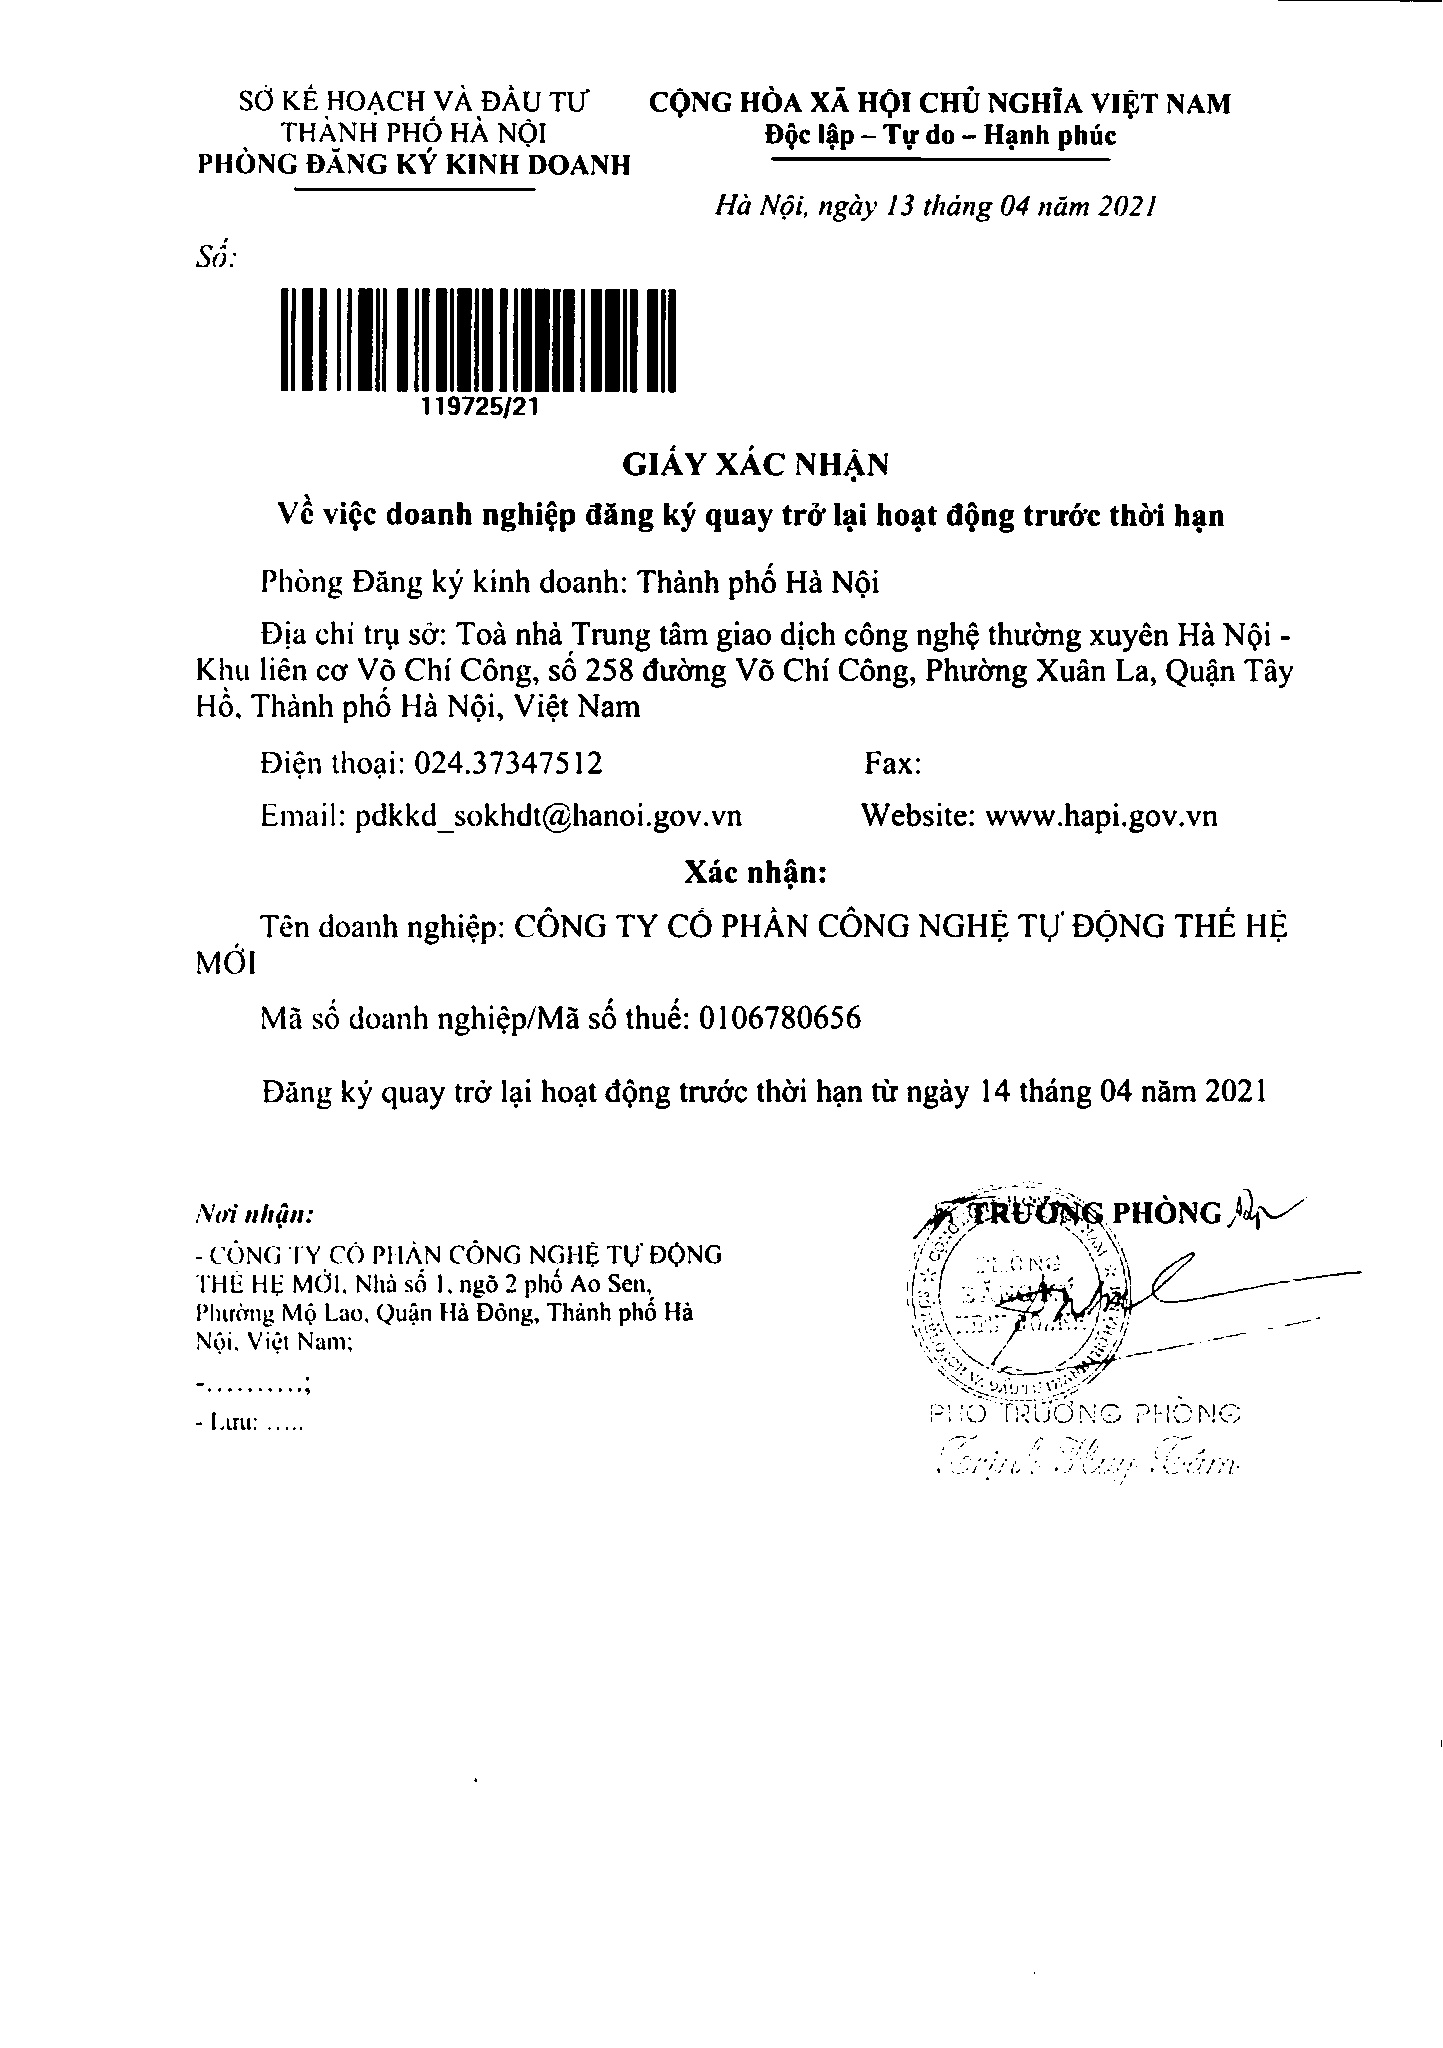 SỞ KẾ HOẠCH VÀ ĐẦU TƯ
THÀNH PHỐ HÀ NỘI
PHÒNG ĐĂNG KÝ KINH DOANH
CỘNG HÒA XÃ HỘI CHỦ NGHĨA VIỆT NAM
Độc lập – Tự do – Hạnh phúc
Hà Nội, ngày 13 tháng 04 năm 2021
Số:
119725/21
GIẤY XÁC NHẬN
Về việc doanh nghiệp đăng ký quay trở lại hoạt động trước thời hạn
Phòng Đăng ký kinh doanh: Thành phố Hà Nội
Địa chỉ trụ sở: Toà nhà Trung tâm giao dịch công nghệ thường xuyên Hà Nội -
Khu liên cơ Võ Chí Công, số 258 đường Võ Chí Công, Phường Xuân La, Quận Tây
Hồ, Thành phố Hà Nội, Việt Nam
Điện thoại: 024.37347512 Fax:
Email: pdkkd_sokhdt@hanoi.gov.vn Website: www.hapi.gov.vn
Xác nhận:
Tên doanh nghiệp: CÔNG TY CỔ PHẦN CÔNG NGHỆ TỰ ĐỘNG THẾ HỆ
MỚI
Mã số doanh nghiệp/Mã số thuế: 0106780656
Đăng ký quay trở lại hoạt động trước thời hạn từ ngày 14 tháng 04 năm 2021
Nơi nhận:
- CÔNG TY CỔ PHẦN CÔNG NGHỆ TỰ ĐỘNG
THẾ HỆ MỚI, Nhà số 1, ngõ 2 phố Ao Sen,
Phường Mộ Lao, Quận Hà Đông, Thành phố Hà
Nội, Việt Nam;
-..........;
- Lưu: .....
TRƯỞNG PHÒNG
PHÓ TRƯỞNG PHÒNG
Trịnh Huy Tâm